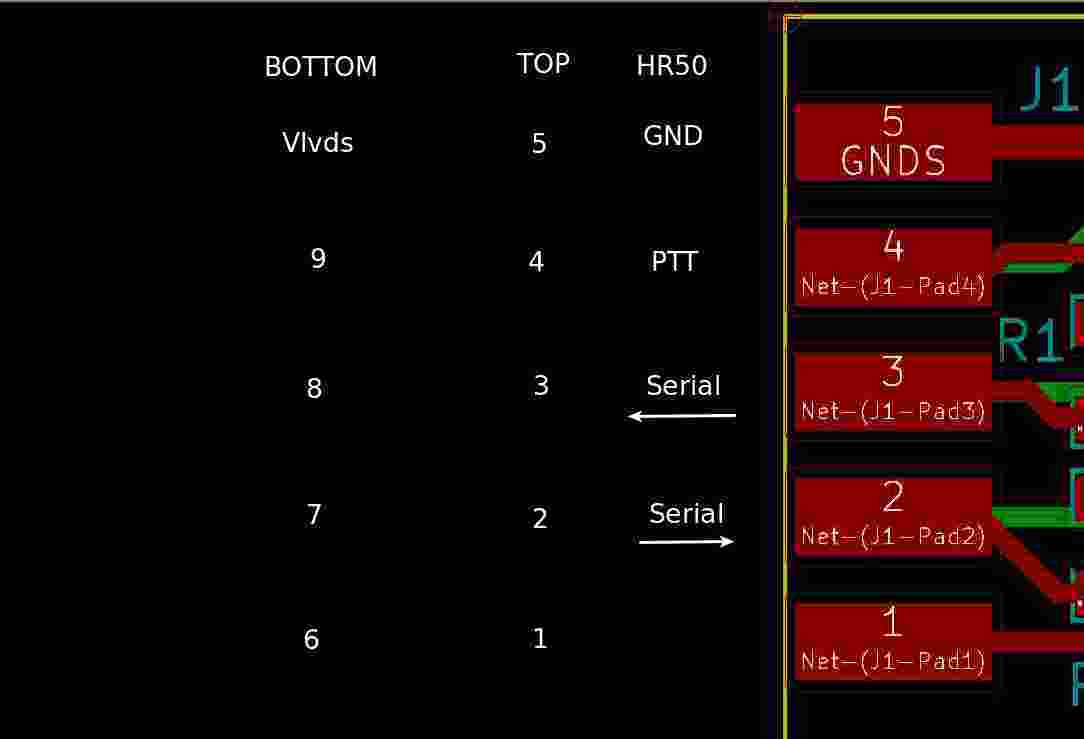 BOTTOM TOP HR50 J1
Vlvds 5 GND 5
GNDS
9 4 PTT 4
Net-(J1-Pad4)
R1
8 3 Serial 3
Net-(J1-Pad3)
7 2 Serial 2
Net-(J1-Pad2)
6 1 1
Net-(J1-Pad1)